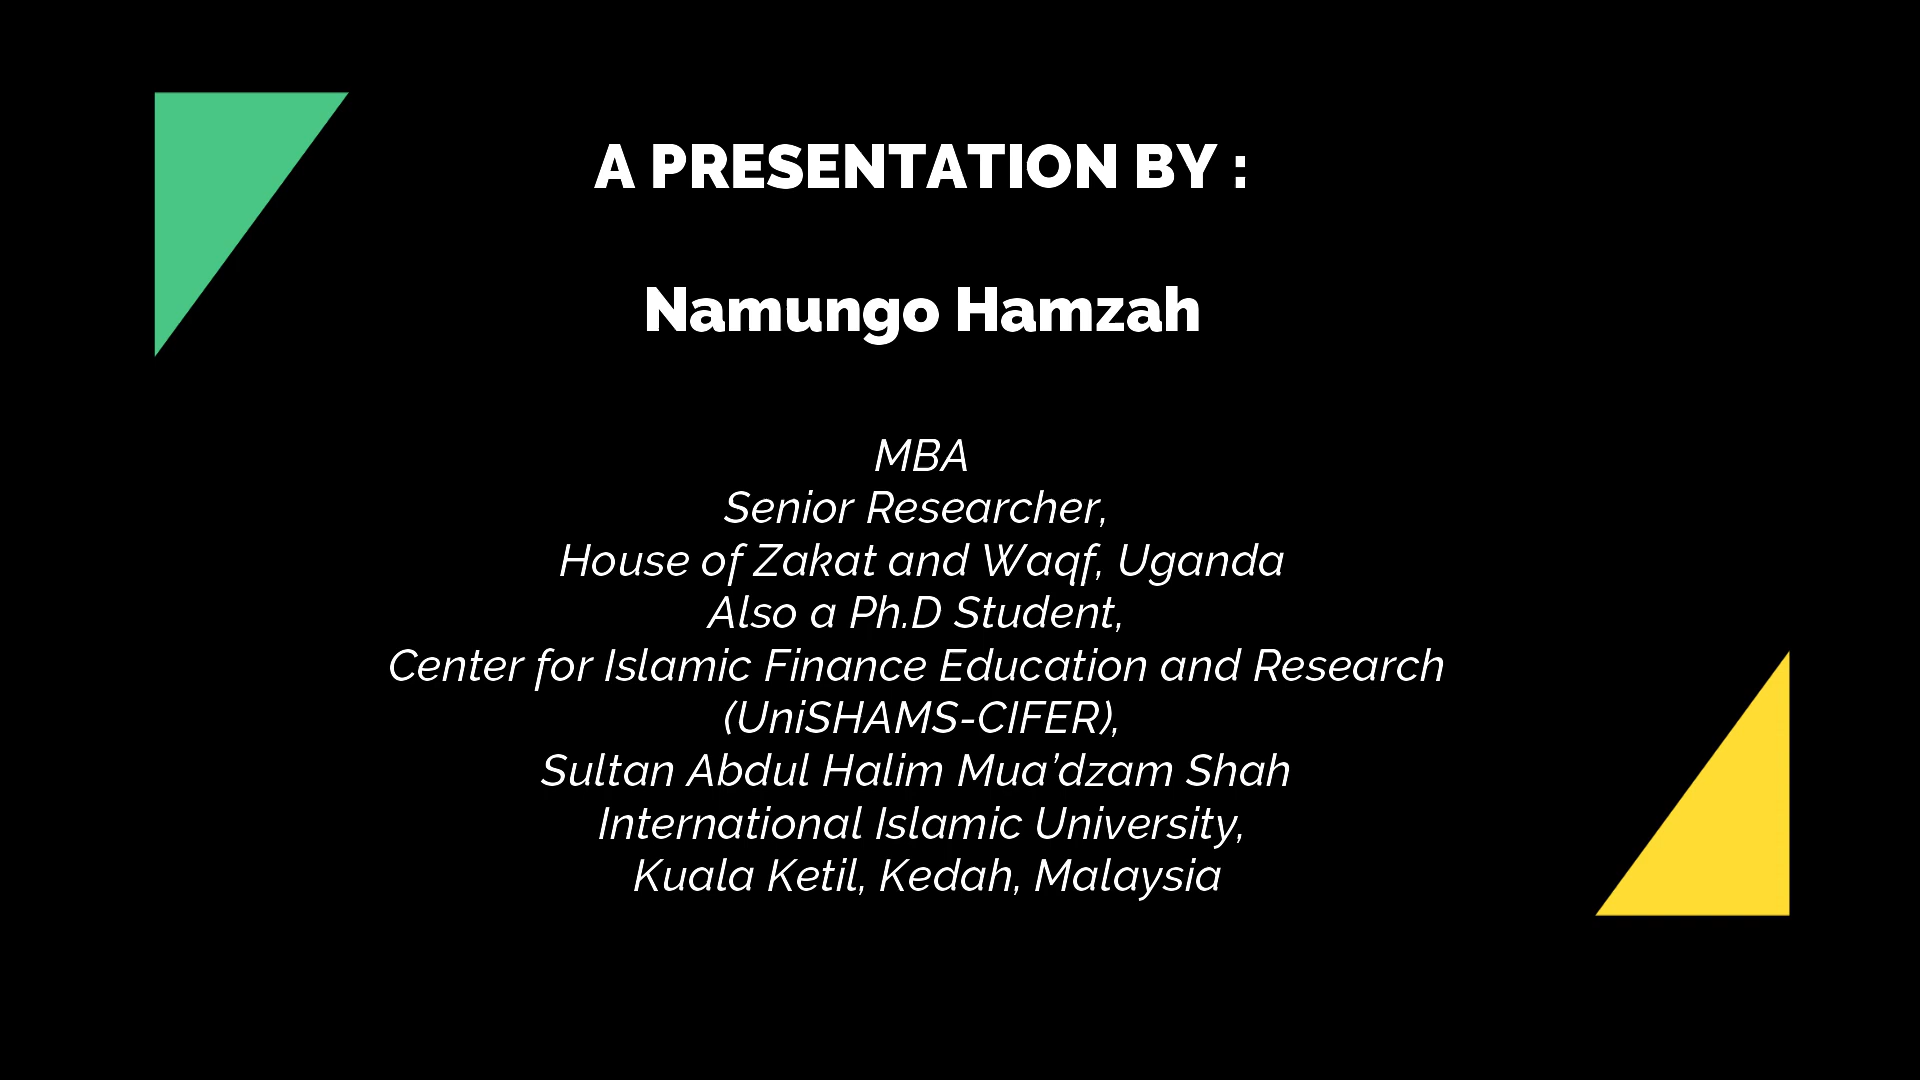 A PRESENTATION BY :
Namungo Hamzah
MBA
Senior Researcher,
House of Zakat and Waqf, Uganda
Also a Ph.D Student,
Center for Islamic Finance Education and Research
(UniSHAMS-CIFER),
Sultan Abdul Halim Mua’dzam Shah
International Islamic University,
Kuala Ketil, Kedah, Malaysia